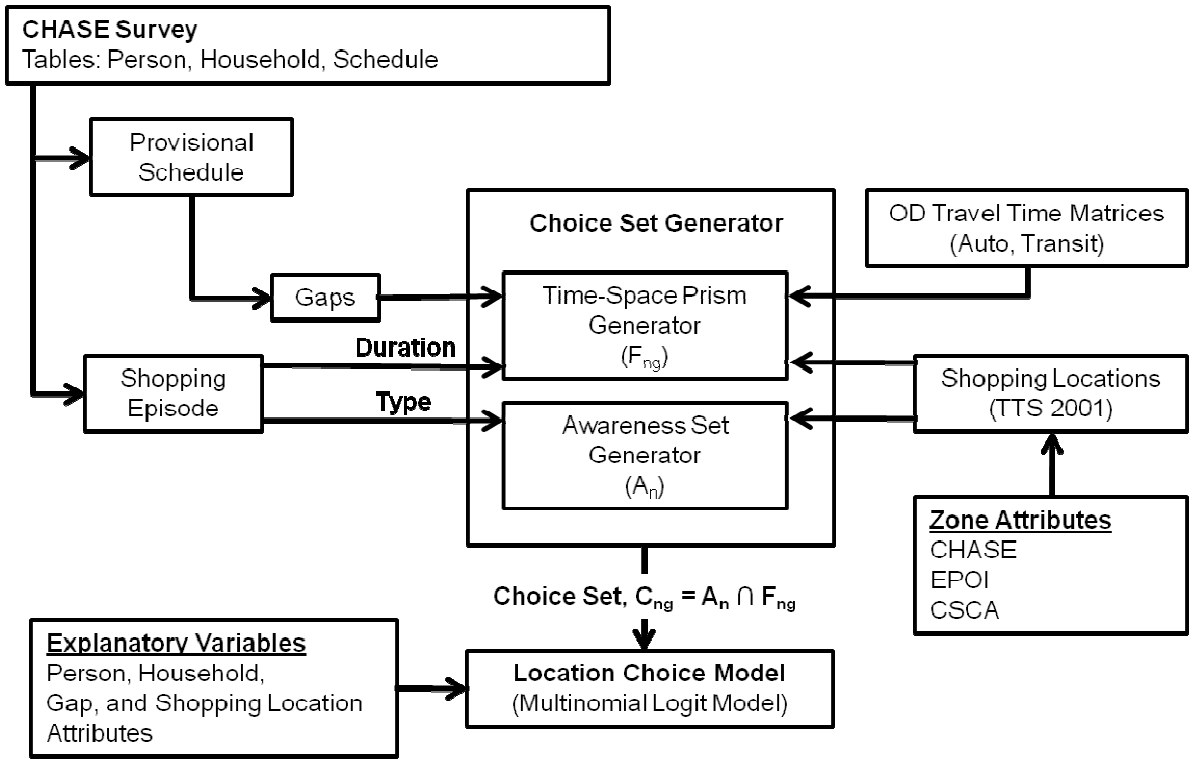 CHASE Survey
Tables: Person, Household, Schedule
Provisional
Schedule
Choice Set Generator
OD Travel Time Matrices
(Auto, Transit)
Gaps
Time-Space Prism
Generator
(Fng)
Duration
Shopping
Episode
Type
Shopping Locations
(TTS 2001)
Awareness Set
Generator
(An)
Zone Attributes
CHASE
EPOI
CSCA
Choice Set, Cng = An ∩ Fng
Explanatory Variables
Person, Household,
Gap, and Shopping Location
Attributes
Location Choice Model
(Multinomial Logit Model)